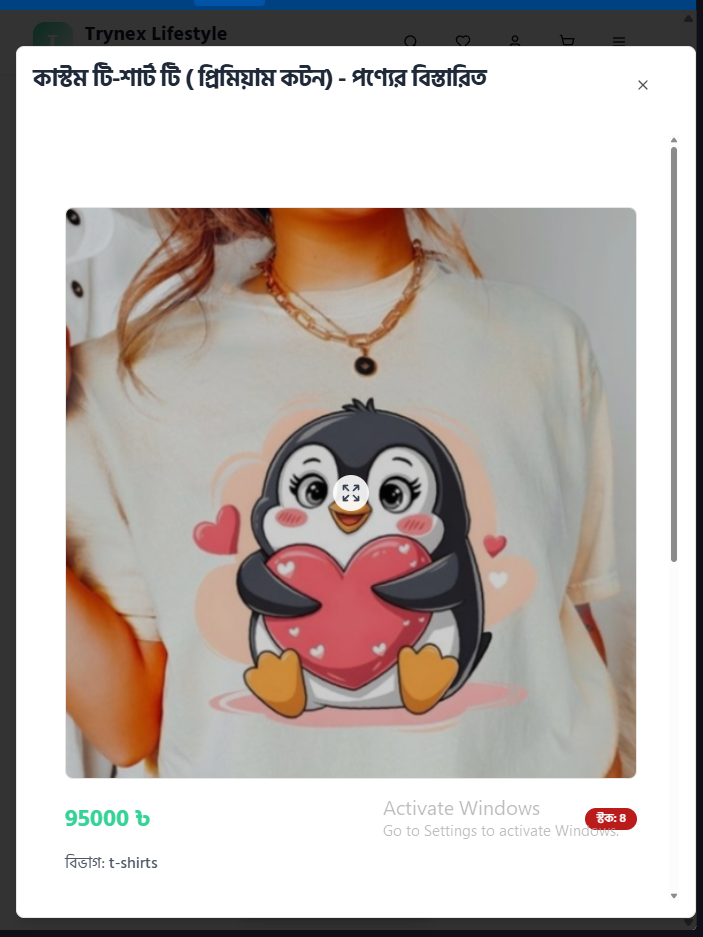 Trynex Lifestyle
কাস্টম টি-শার্ট টি ( প্রিমিয়াম কটন) - পণ্যের বিস্তারিত
95000 ৳
স্টক: 8
Activate Windows
Go to Settings to activate Windows.
বিভাগ: t-shirts